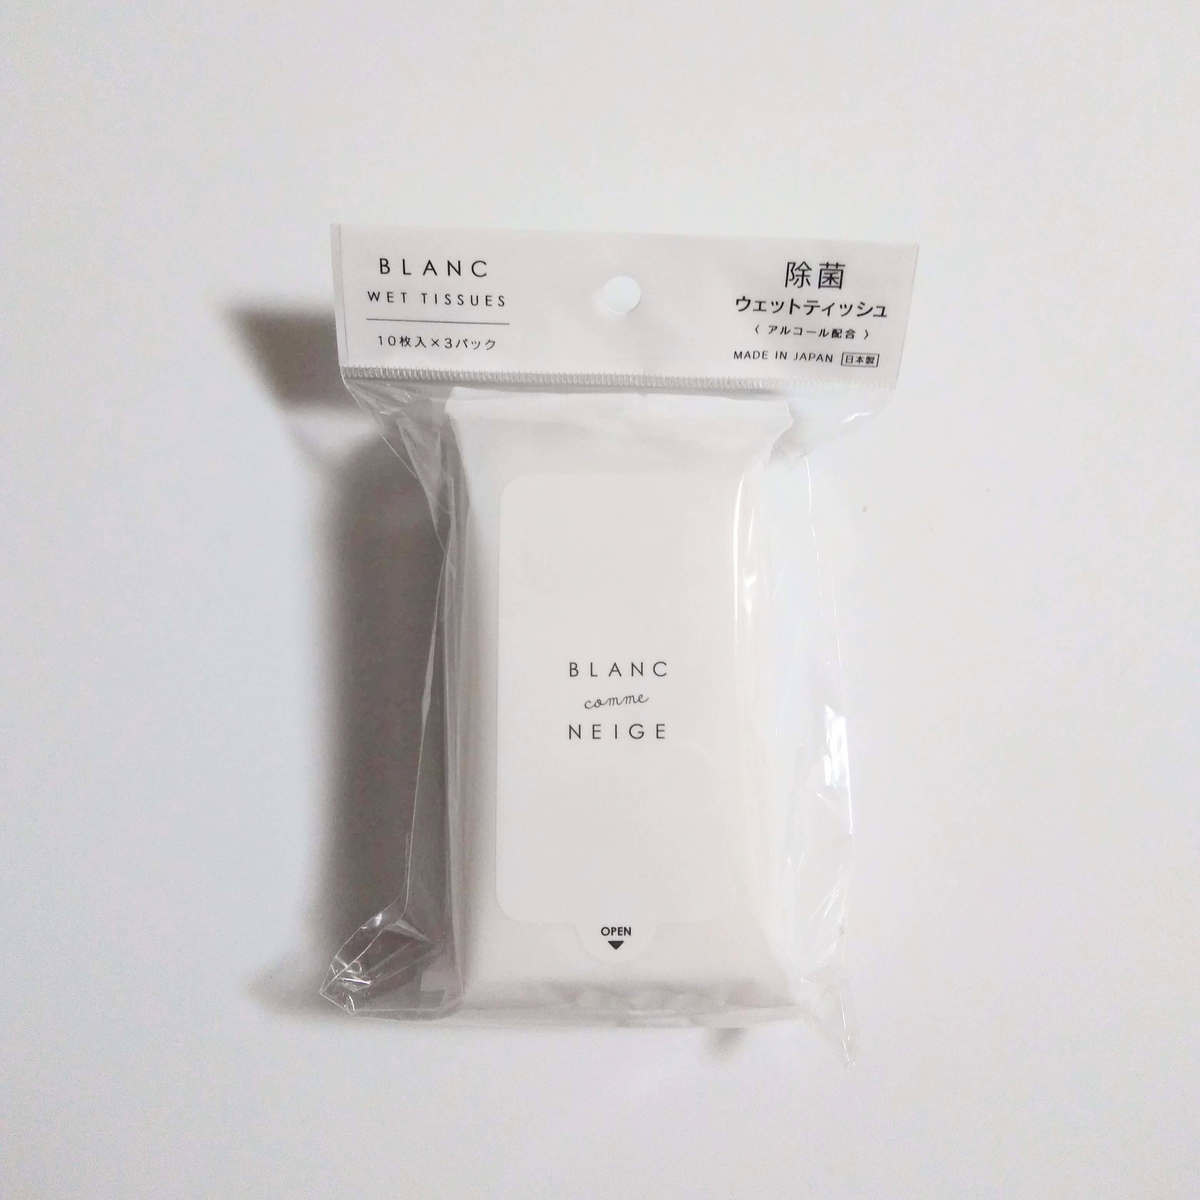 BLANC
WET TISSUES
10枚入×3パック
除菌
ウェットティッシュ
〈 アルコール配合 〉
MADE IN JAPAN 日本製
BLANC
comme
NEIGE
OPEN